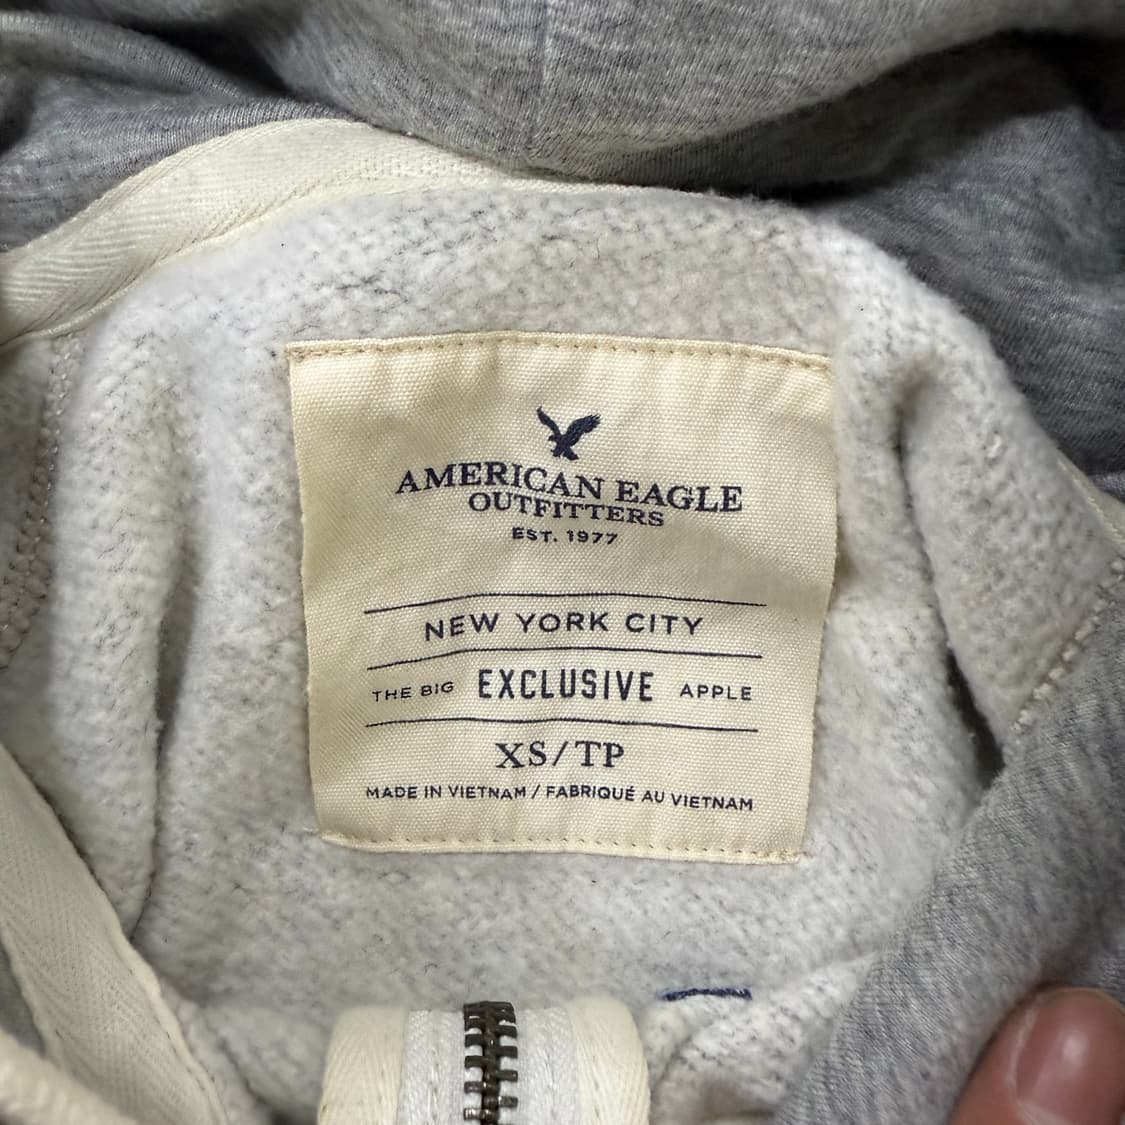 AMERICAN EAGLE
OUTFITTERS
EST. 1977
NEW YORK CITY
THE BIG EXCLUSIVE APPLE
XS/TP
MADE IN VIETNAM / FABRIQUÉ AU VIETNAM